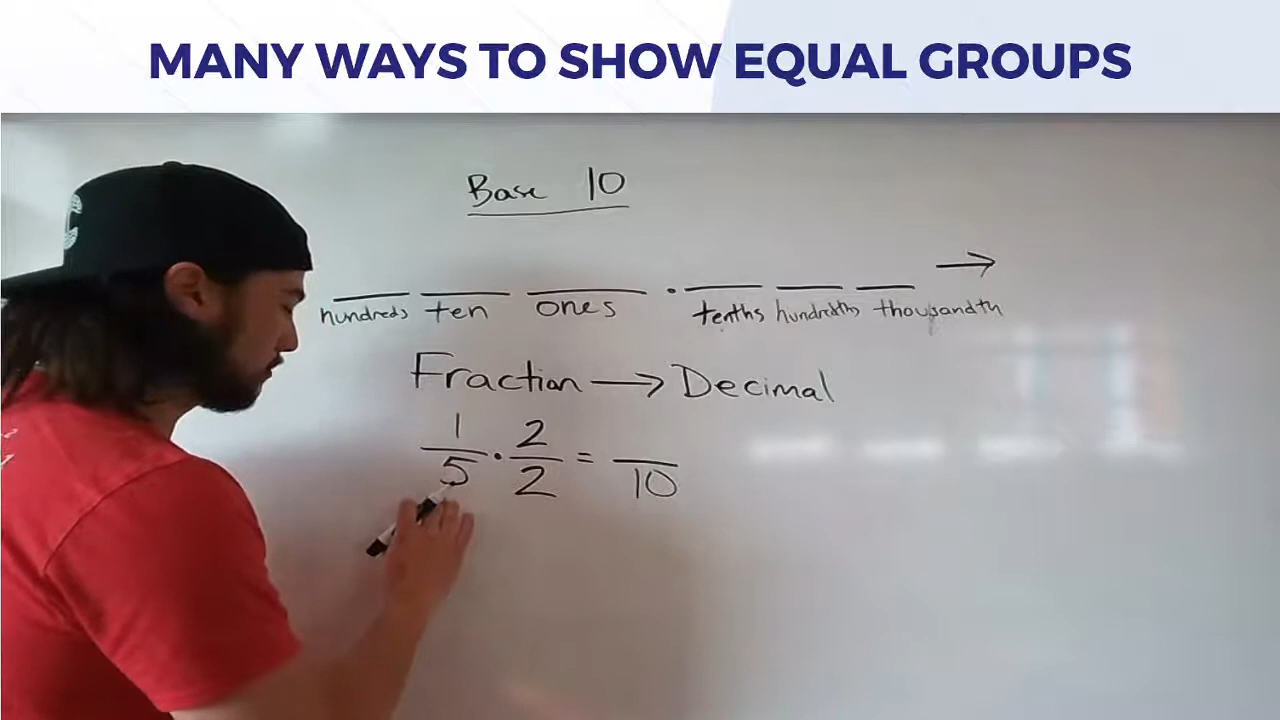 MANY WAYS TO SHOW EQUAL GROUPS
Base 10
hundreds ten ones . tenths hundredths thousandth
Fraction → Decimal
1/5 · 2/2 = __/10
C